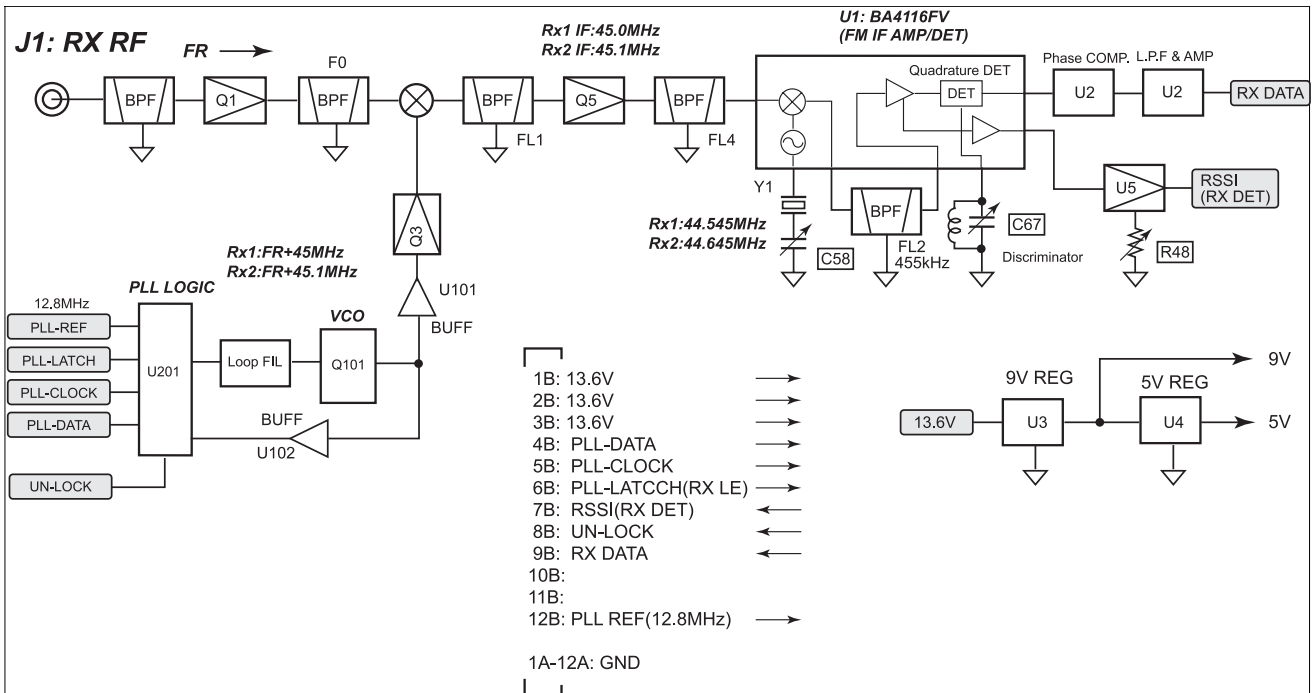 J1: RX RF
FR
F0
BPF
Q1
BPF
BPF
FL1
Q5
BPF
FL4
Rx1 IF:45.0MHz
Rx2 IF:45.1MHz
U1: BA4116FV
(FM IF AMP/DET)
Quadrature DET
DET
Phase COMP.
L.P.F & AMP
U2
U2
RX DATA
U5
RSSI
(RX DET)
R48
Y1
Rx1:44.545MHz
Rx2:44.645MHz
C58
BPF
FL2
455kHz
C67
Discriminator
Q3
Rx1:FR+45MHz
Rx2:FR+45.1MHz
U101
BUFF
PLL LOGIC
VCO
12.8MHz
PLL-REF
PLL-LATCH
PLL-CLOCK
PLL-DATA
UN-LOCK
U201
Loop FIL
Q101
BUFF
U102
1B: 13.6V
2B: 13.6V
3B: 13.6V
4B: PLL-DATA
5B: PLL-CLOCK
6B: PLL-LATCCH(RX LE)
7B: RSSI(RX DET)
8B: UN-LOCK
9B: RX DATA
10B:
11B:
12B: PLL REF(12.8MHz)
1A-12A: GND
13.6V
9V REG
U3
5V REG
U4
9V
5V